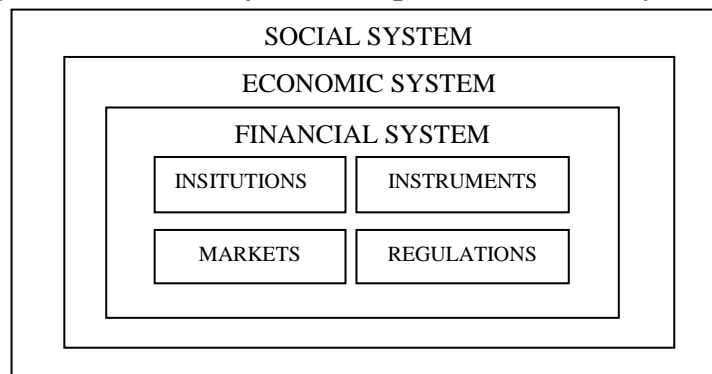 SOCIAL SYSTEM
ECONOMIC SYSTEM
FINANCIAL SYSTEM
INSITUTIONS
INSTRUMENTS
MARKETS
REGULATIONS